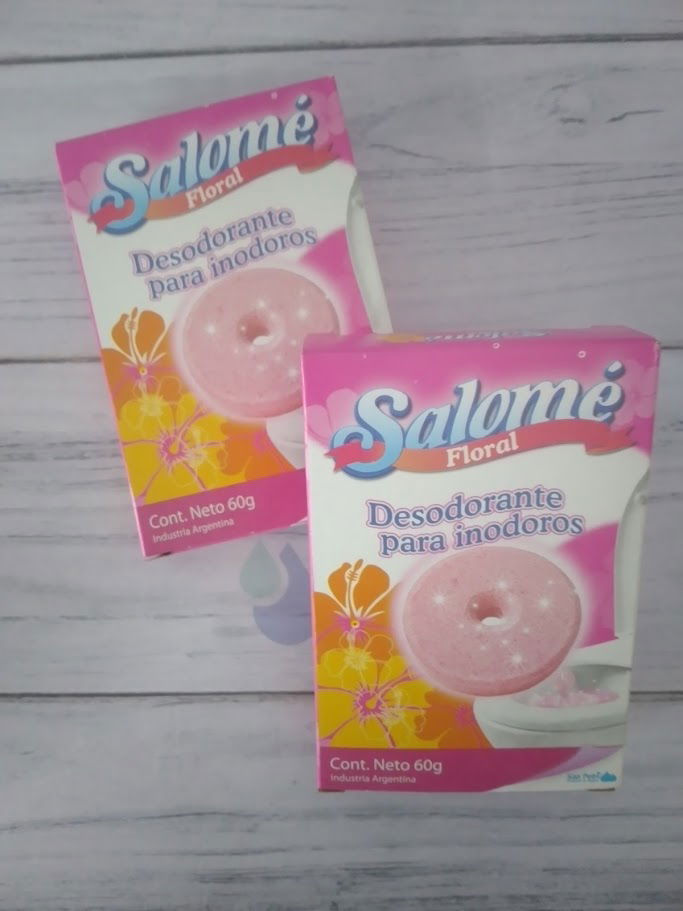 Salomé
Floral
Desodorante
para inodoros
Cont. Neto 60g
Industria Argentina
Salomé
Floral
Desodorante
para inodoros
Cont. Neto 60g
Industria Argentina